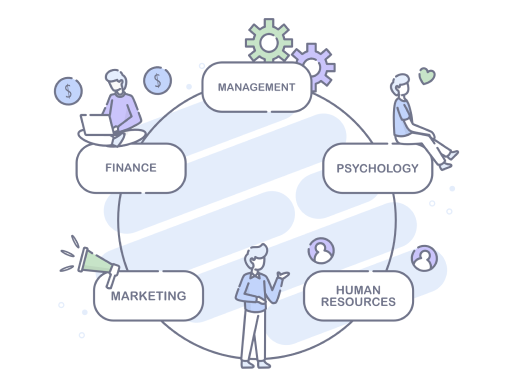 MANAGEMENT
$
$
FINANCE
PSYCHOLOGY
MARKETING
HUMAN
RESOURCES